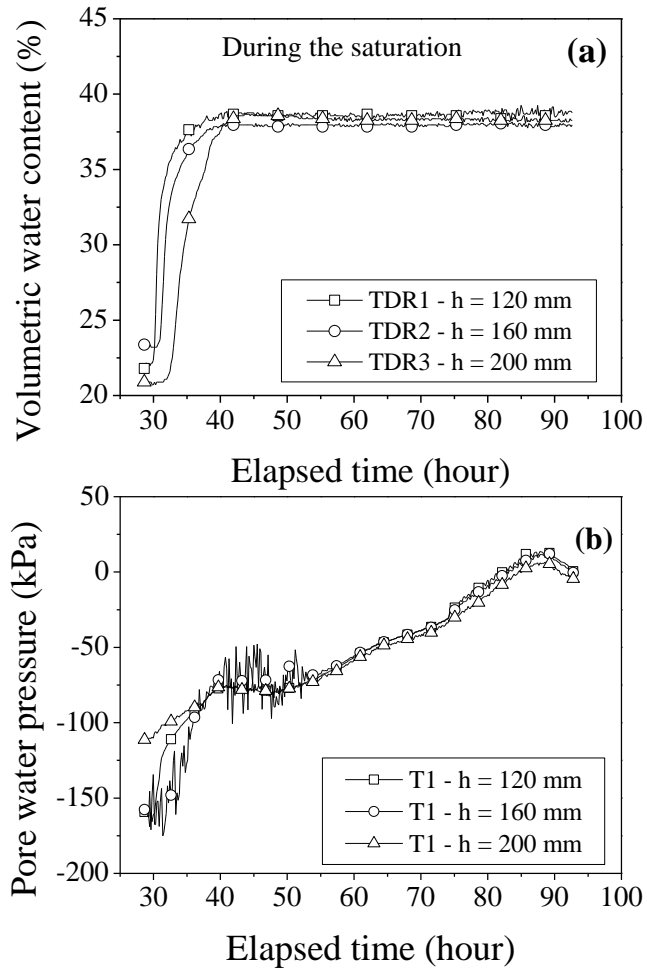 During the saturation
(a)
45
40
35
30
25
20
Volumetric water content (%)
TDR1 - h = 120 mm
TDR2 - h = 160 mm
TDR3 - h = 200 mm
30 40 50 60 70 80 90 100
Elapsed time (hour)
(b)
50
0
-50
-100
-150
-200
Pore water pressure (kPa)
T1 - h = 120 mm
T1 - h = 160 mm
T1 - h = 200 mm
30 40 50 60 70 80 90 100
Elapsed time (hour)